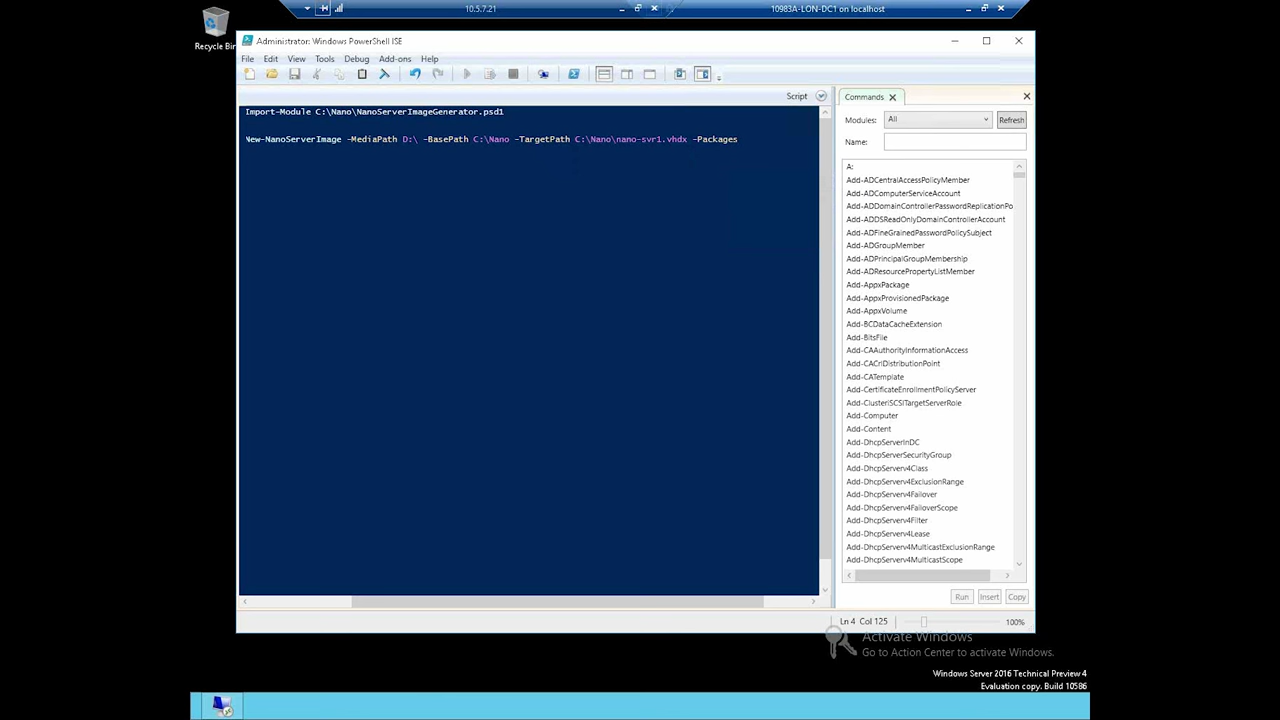 10.5.7.21
10983A-LON-DC1 on localhost
Recycle Bin
Administrator: Windows PowerShell ISE
File Edit View Tools Debug Add-ons Help
Script
Import-Module C:\Nano\NanoServerImageGenerator.psd1
New-NanoServerImage -MediaPath D:\ -BasePath C:\Nano -TargetPath C:\Nano\nano-svr1.vhdx -Packages
Commands
Modules: All Refresh
Name:
A:
Add-ADCentralAccessPolicyMember
Add-ADComputerServiceAccount
Add-ADDomainControllerPasswordReplicationPo
Add-ADDSReadOnlyDomainControllerAccount
Add-ADFineGrainedPasswordPolicySubject
Add-ADGroupMember
Add-ADPrincipalGroupMembership
Add-ADResourcePropertyListMember
Add-AppxPackage
Add-AppxProvisionedPackage
Add-AppxVolume
Add-BCDataCacheExtension
Add-BitsFile
Add-CAAuthorityInformationAccess
Add-CACrlDistributionPoint
Add-CATemplate
Add-CertificateEnrollmentPolicyServer
Add-ClusteriSCSITargetServerRole
Add-Computer
Add-Content
Add-DhcpServerInDC
Add-DhcpServerSecurityGroup
Add-DhcpServerv4Class
Add-DhcpServerv4ExclusionRange
Add-DhcpServerv4Failover
Add-DhcpServerv4FailoverScope
Add-DhcpServerv4Filter
Add-DhcpServerv4Lease
Add-DhcpServerv4MulticastExclusionRange
Add-DhcpServerv4MulticastScope
Run Insert Copy
Ln 4 Col 125 100%
Activate Windows
Go to Action Center to activate Windows.
Windows Server 2016 Technical Preview 4
Evaluation copy. Build 10586